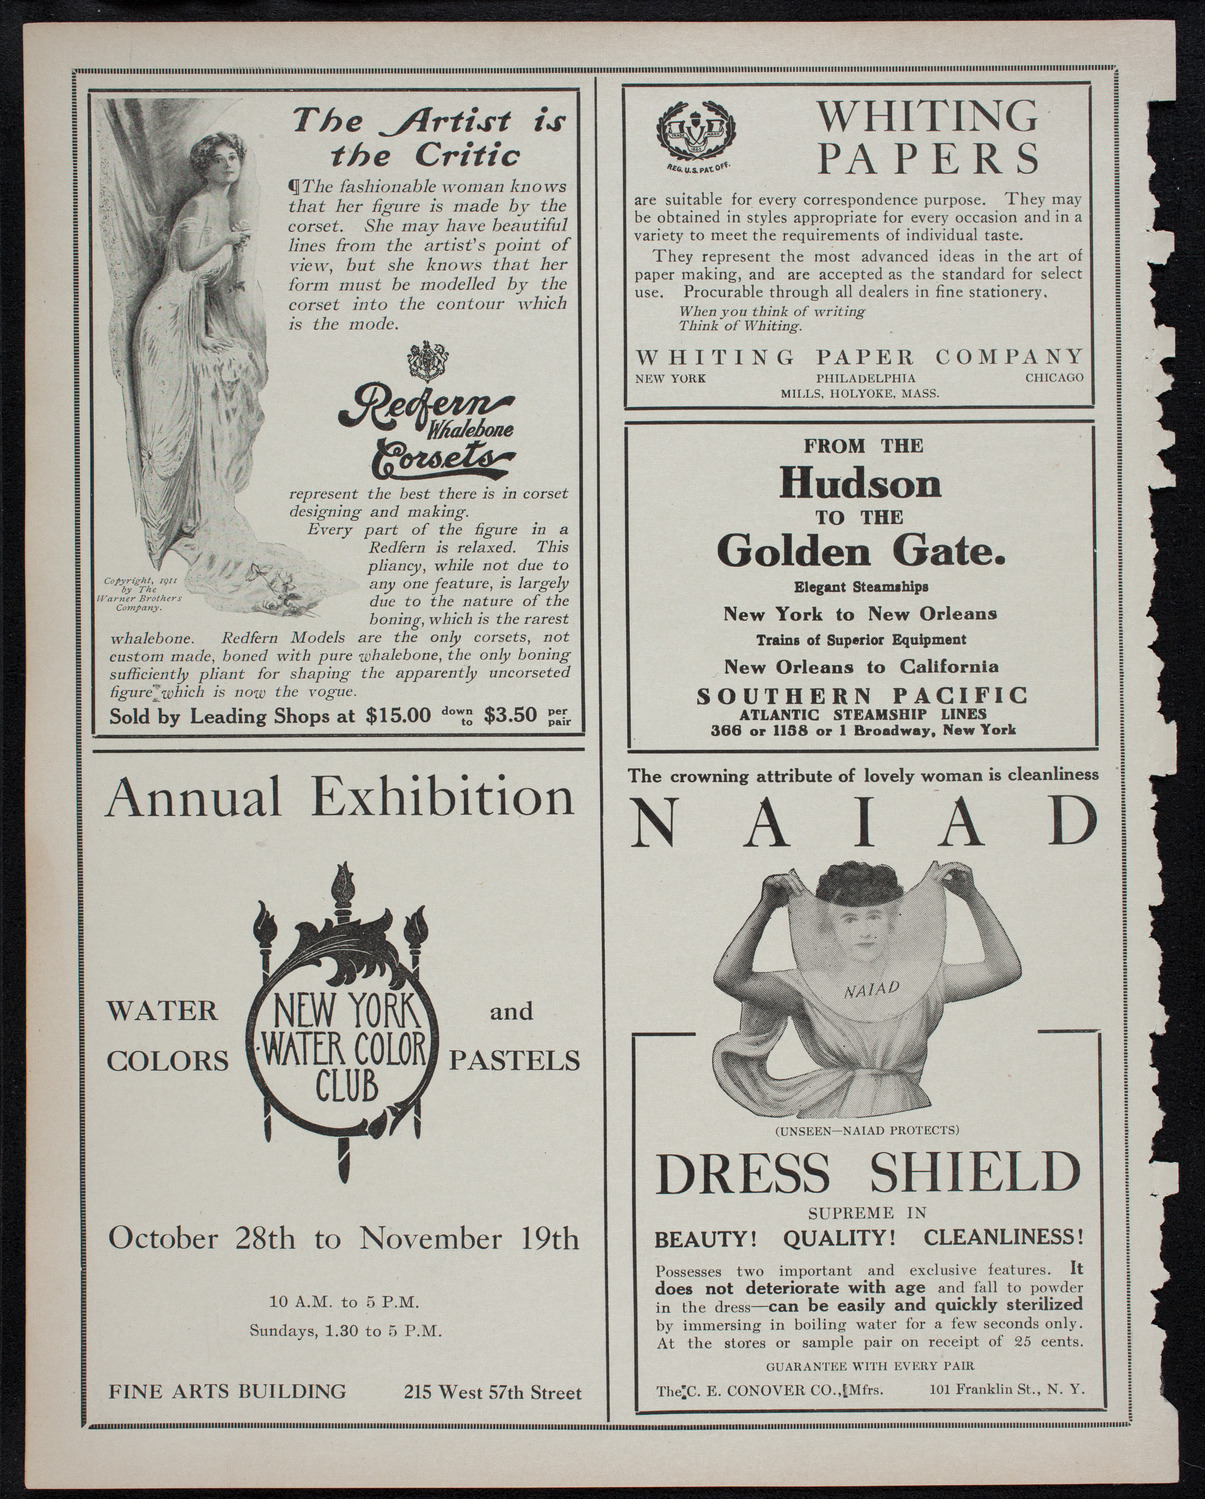 The Artist is
the Critic
¶The fashionable woman knows
that her figure is made by the
corset. She may have beautiful
lines from the artist's point of
view, but she knows that her
form must be modelled by the
corset into the contour which
is the mode.
Redfern
Whalebone
Corsets
represent the best there is in corset
designing and making.
Every part of the figure in a
Redfern is relaxed. This
pliancy, while not due to
any one feature, is largely
due to the nature of the
boning, which is the rarest
Copyright, 1911
by The
Warner Brothers
Company.
whalebone. Redfern Models are the only corsets, not
custom made, boned with pure whalebone, the only boning
sufficiently pliant for shaping the apparently uncorseted
figure which is now the vogue.
Sold by Leading Shops at $15.00 down to $3.50 per pair
Annual Exhibition
WATER
COLORS
NEW YORK
WATER COLOR
CLUB
and
PASTELS
October 28th to November 19th
10 A.M. to 5 P.M.
Sundays, 1.30 to 5 P.M.
FINE ARTS BUILDING 215 West 57th Street
REG. U.S. PAT. OFF.
WHITING
PAPERS
are suitable for every correspondence purpose. They may
be obtained in styles appropriate for every occasion and in a
variety to meet the requirements of individual taste.
They represent the most advanced ideas in the art of
paper making, and are accepted as the standard for select
use. Procurable through all dealers in fine stationery.
When you think of writing
Think of Whiting.
WHITING PAPER COMPANY
NEW YORK PHILADELPHIA CHICAGO
MILLS, HOLYOKE, MASS.
FROM THE
Hudson
TO THE
Golden Gate.
Elegant Steamships
New York to New Orleans
Trains of Superior Equipment
New Orleans to California
SOUTHERN PACIFIC
ATLANTIC STEAMSHIP LINES
366 or 1158 or 1 Broadway, New York
The crowning attribute of lovely woman is cleanliness
NAIAD
NAIAD
(UNSEEN—NAIAD PROTECTS)
DRESS SHIELD
SUPREME IN
BEAUTY! QUALITY! CLEANLINESS!
Possesses two important and exclusive features. It
does not deteriorate with age and fall to powder
in the dress—can be easily and quickly sterilized
by immersing in boiling water for a few seconds only.
At the stores or sample pair on receipt of 25 cents.
GUARANTEE WITH EVERY PAIR
The C. E. CONOVER CO., Mfrs. 101 Franklin St., N. Y.